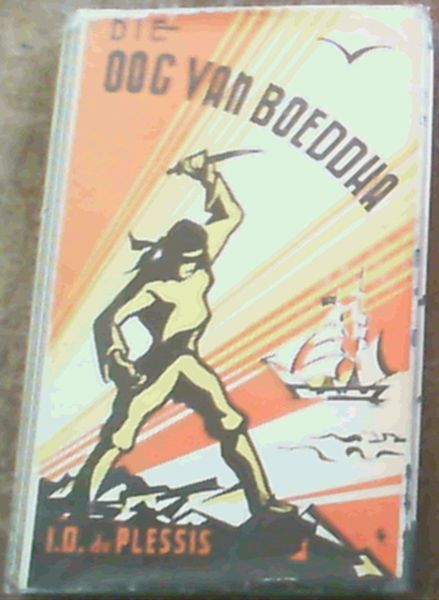 DIE
OOG VAN BOEDDHA
I.D. du PLESSIS